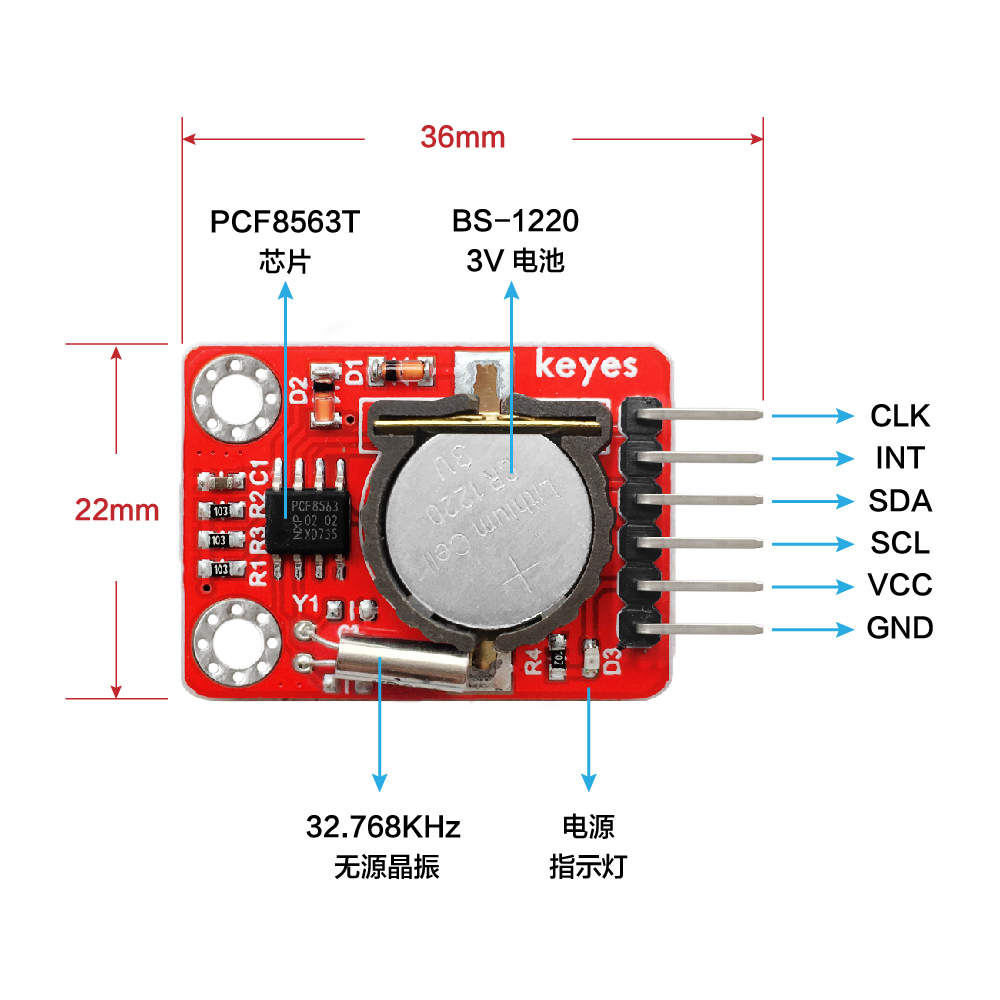 36mm
PCF8563T
芯片
BS-1220
3V 电池
keyes
D1
D2
CLK
INT
SDA
SCL
VCC
GND
22mm
C1
R2
R3
R1
103
103
103
PCF8563
02 02
XD735
NXP
3V
CR1220
Lithium Cell
+
Y1
R4
D3
32.768KHz
无源晶振
电源
指示灯